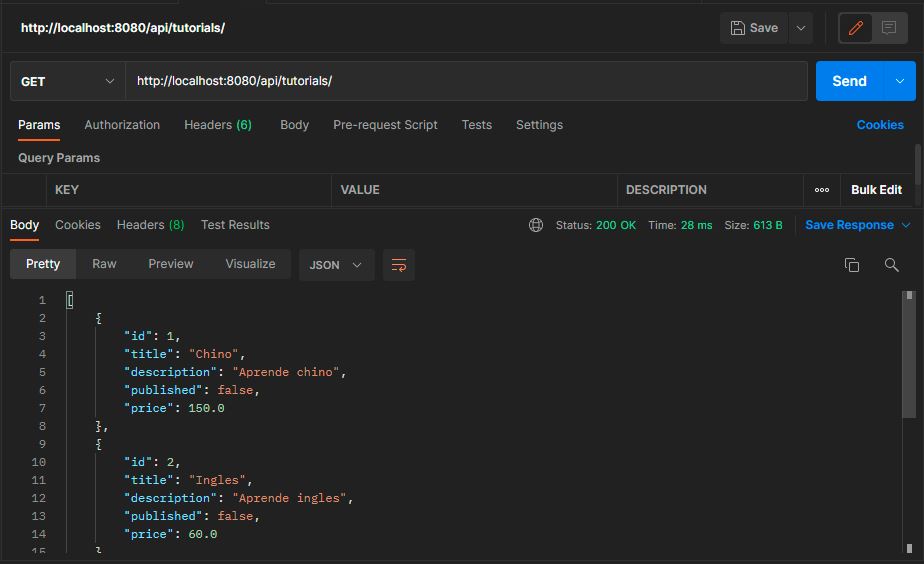 http://localhost:8080/api/tutorials/
Save
GET
http://localhost:8080/api/tutorials/
Send
Params Authorization Headers (6) Body Pre-request Script Tests Settings Cookies
Query Params
KEY VALUE DESCRIPTION ooo Bulk Edit
Body Cookies Headers (8) Test Results Status: 200 OK Time: 28 ms Size: 613 B Save Response
Pretty Raw Preview Visualize JSON
1 [
2 {
3 "id": 1,
4 "title": "Chino",
5 "description": "Aprende chino",
6 "published": false,
7 "price": 150.0
8 },
9 {
10 "id": 2,
11 "title": "Ingles",
12 "description": "Aprende ingles",
13 "published": false,
14 "price": 60.0
15 }